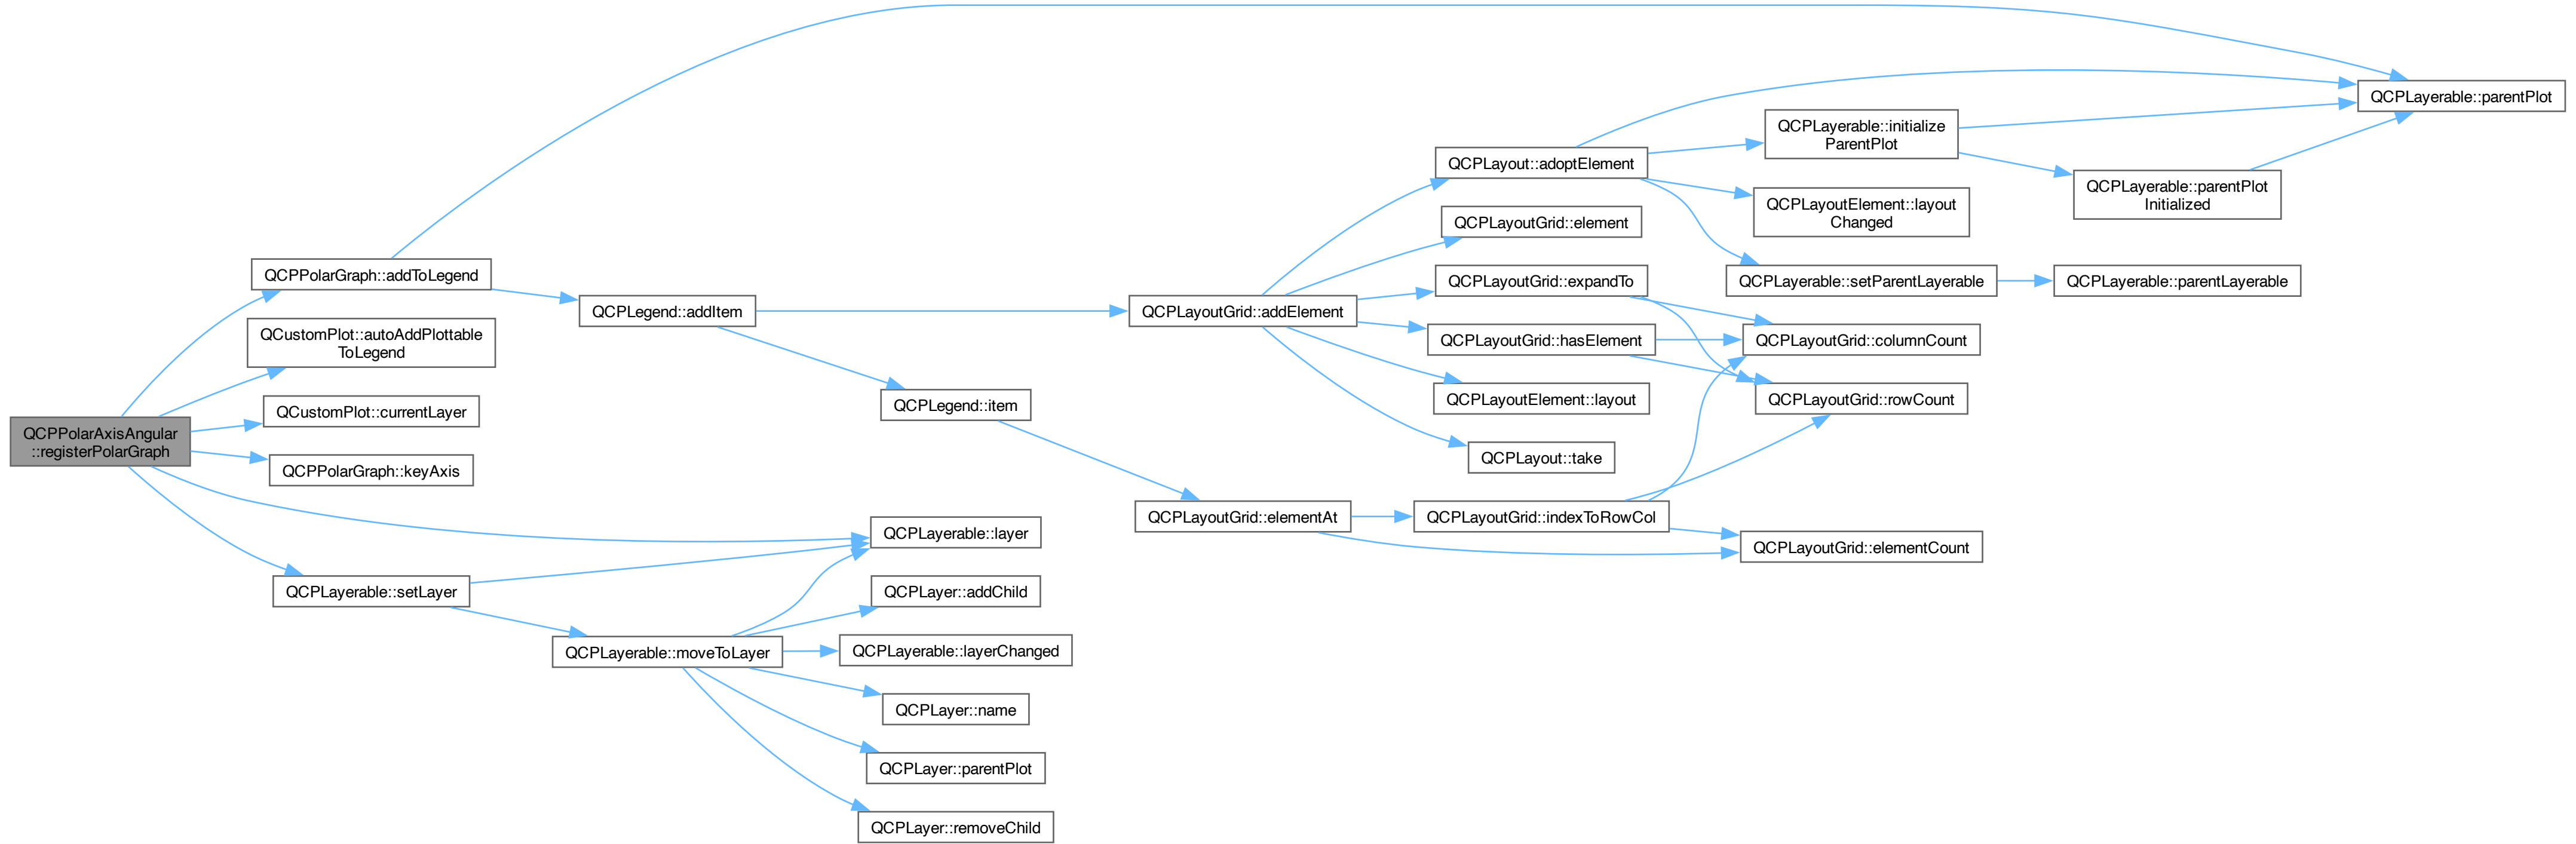 QCPPolarAxisAngular
::registerPolarGraph
QCPPolarGraph::addToLegend
QCustomPlot::autoAddPlottable
ToLegend
QCustomPlot::currentLayer
QCPPolarGraph::keyAxis
QCPLayerable::setLayer
QCPLegend::addItem
QCPLayerable::moveToLayer
QCPLegend::item
QCPLayerable::layer
QCPLayer::addChild
QCPLayerable::layerChanged
QCPLayer::name
QCPLayer::parentPlot
QCPLayer::removeChild
QCPLayoutGrid::addElement
QCPLayoutGrid::elementAt
QCPLayout::adoptElement
QCPLayoutGrid::element
QCPLayoutGrid::expandTo
QCPLayoutGrid::hasElement
QCPLayoutElement::layout
QCPLayout::take
QCPLayoutGrid::indexToRowCol
QCPLayerable::initialize
ParentPlot
QCPLayoutElement::layout
Changed
QCPLayerable::setParentLayerable
QCPLayoutGrid::columnCount
QCPLayoutGrid::rowCount
QCPLayoutGrid::elementCount
QCPLayerable::parentPlot
Initialized
QCPLayerable::parentLayerable
QCPLayerable::parentPlot